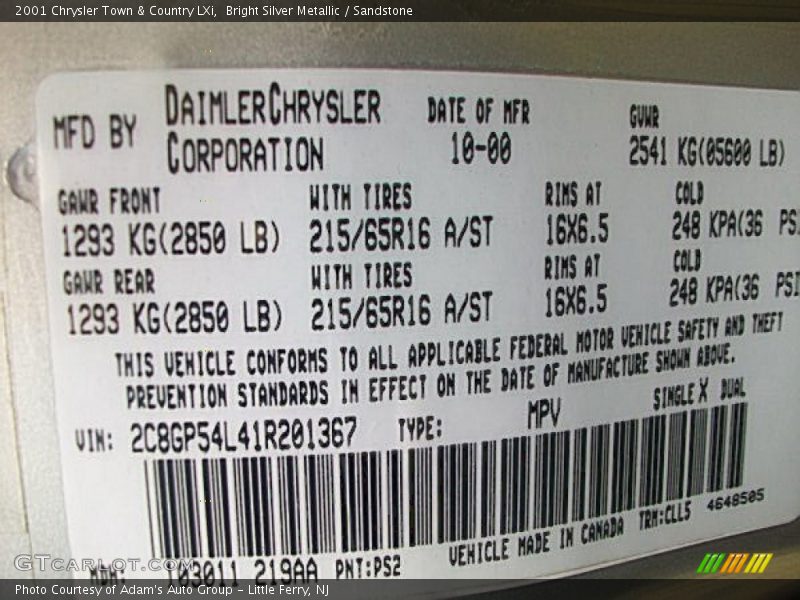 2001 Chrysler Town & Country LXi,  Bright Silver Metallic / Sandstone
MFD BY DAIMLERCHRYSLER CORPORATION DATE OF MFR 10-00 GVWR 2541 KG(05600 LB)
GAWR FRONT WITH TIRES RIMS AT COLD
1293 KG(2850 LB) 215/65R16 A/ST 16X6.5 248 KPA(36 PSI
GAWR REAR WITH TIRES RIMS AT COLD
1293 KG(2850 LB) 215/65R16 A/ST 16X6.5 248 KPA(36 PSI
THIS VEHICLE CONFORMS TO ALL APPLICABLE FEDERAL MOTOR VEHICLE SAFETY AND THEFT
PREVENTION STANDARDS IN EFFECT ON THE DATE OF MANUFACTURE SHOWN ABOVE.
VIN: 2C8GP54L41R201367 TYPE: MPV SINGLE X DUAL
VEHICLE MADE IN CANADA TRM:CLL5 4648505
MDH: 103011 219AA PNT:PS2
GTCarLot.com
Photo Courtesy of Adam's Auto Group - Little Ferry, NJ